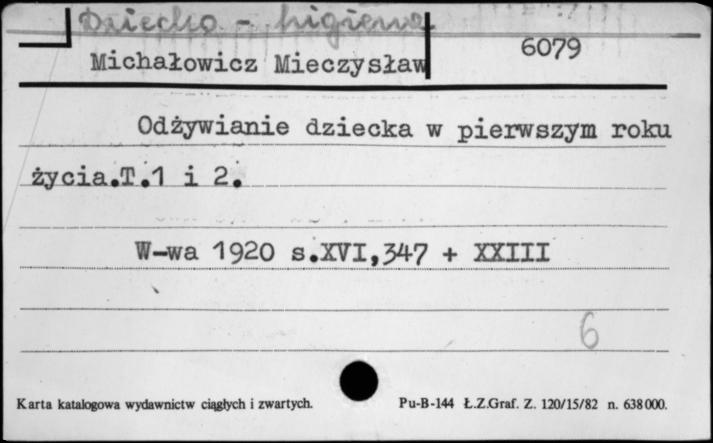 Dziecko - higiena
6079
Michałowicz Mieczysław
Odżywianie dziecka w pierwszym roku
życia.T.1 i 2.
W-wa 1920 s.XVI,347 + XXIII
6
Karta katalogowa wydawnictw ciągłych i zwartych. Pu-B-144 Ł.Z.Graf. Z. 120/15/82 n. 638000.